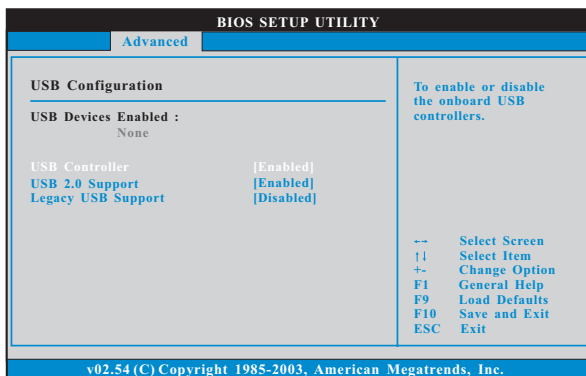 BIOS SETUP UTILITY
Advanced
USB Configuration
USB Devices Enabled :
None
USB Controller [Enabled]
USB 2.0 Support [Enabled]
Legacy USB Support [Disabled]
To enable or disable
the onboard USB
controllers.
←→ Select Screen
↑↓ Select Item
+- Change Option
F1 General Help
F9 Load Defaults
F10 Save and Exit
ESC Exit
v02.54 (C) Copyright 1985-2003, American Megatrends, Inc.